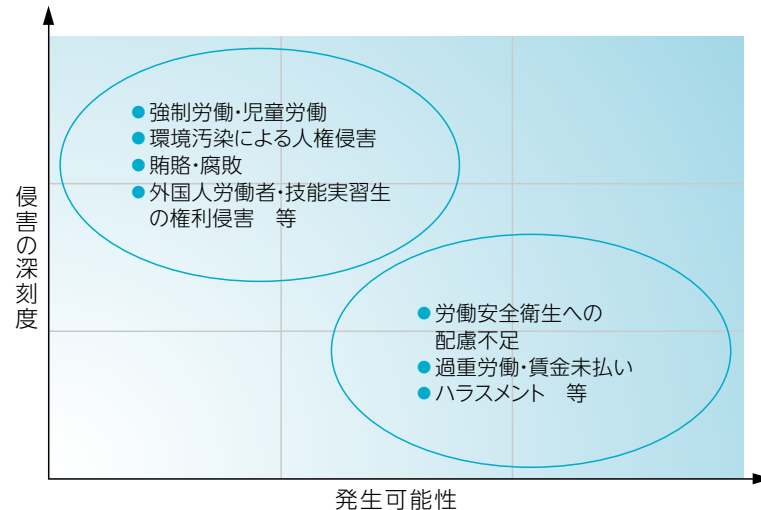 侵害の深刻度
●強制労働・児童労働
●環境汚染による人権侵害
●賄賂・腐敗
●外国人労働者・技能実習生
の権利侵害　等
●労働安全衛生への
配慮不足
●過重労働・賃金未払い
●ハラスメント　等
発生可能性